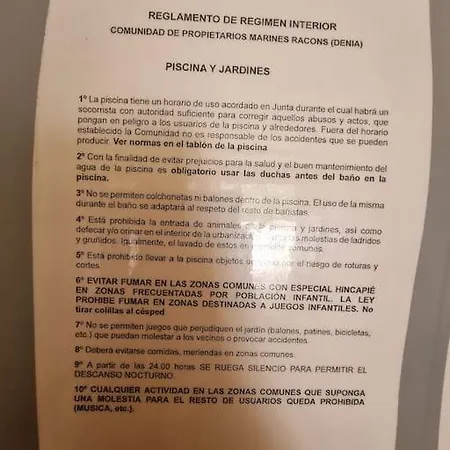 REGLAMENTO DE REGIMEN INTERIOR
COMUNIDAD DE PROPIETARIOS MARINES RACONS (DENIA)
PISCINA Y JARDINES
1º La piscina tiene un horario de uso acordado en Junta durante el cual habrá un
socorrista con autoridad suficiente para corregir aquellos abusos y actos, que
pongan en peligro a los usuarios de la piscina y alrededores. Fuera del horario
establecido la Comunidad no es responsable de los accidentes que se pueden
producir. Ver normas en el tablón de la piscina
2º Con la finalidad de evitar prejuicios para la salud y el buen mantenimiento del
agua de la piscina es obligatorio usar las duchas antes del baño en la
piscina.
3º No se permiten colchonetas ni balones dentro de la piscina. El uso de la misma
durante el baño se adaptará al respeto del resto de bañistas.
4º Está prohibida la entrada de animales piscina y jardines, así como
defecar y/o orinar en el interior de la urbanización molestias de ladridos
y gruñidos. Igualmente, el lavado de estos en comunes.
5º Está prohibido llevar a la piscina objetos por el riesgo de roturas y
cortes.
6º EVITAR FUMAR EN LAS ZONAS COMUNES CON ESPECIAL HINCAPIÉ
EN ZONAS FRECUENTADAS POR POBLACION INFANTIL. LA LEY
PROHIBE FUMAR EN ZONAS DESTINADAS A JUEGOS INFANTILES. No
tirar colillas al césped
7º No se permiten juegos que perjudiquen el jardín (balones, patines, bicicletas,
etc.) que puedan molestar a los vecinos o provocar accidentes.
8º Deberá evitarse comidas, meriendas en zonas comunes.
9º A partir de las 24.00 horas SE RUEGA SILENCIO PARA PERMITIR EL
DESCANSO NOCTURNO.
10º CUALQUIER ACTIVIDAD EN LAS ZONAS COMUNES QUE SUPONGA
UNA MOLESTIA PARA EL RESTO DE USUARIOS QUEDA PROHIBIDA
(MUSICA, etc.).